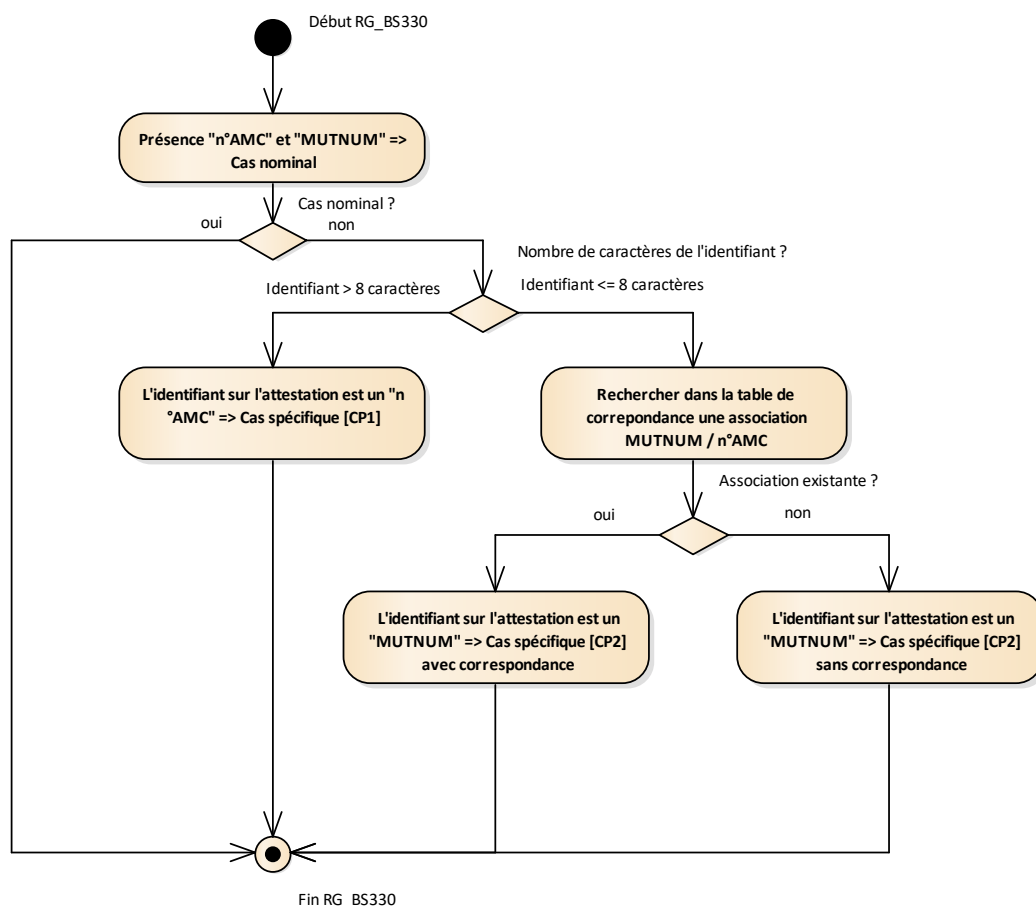 Début RG_BS330
Présence "n°AMC" et "MUTNUM" =>
Cas nominal
Cas nominal ?
oui
non
Nombre de caractères de l'identifiant ?
Identifiant > 8 caractères
Identifiant <= 8 caractères
L'identifiant sur l'attestation est un "n
°AMC" => Cas spécifique [CP1]
Rechercher dans la table de
correpondance une association
MUTNUM / n°AMC
Association existante ?
oui
non
L'identifiant sur l'attestation est un
"MUTNUM" => Cas spécifique [CP2]
avec correspondance
L'identifiant sur l'attestation est un
"MUTNUM" => Cas spécifique [CP2]
sans correspondance
Fin RG_BS330